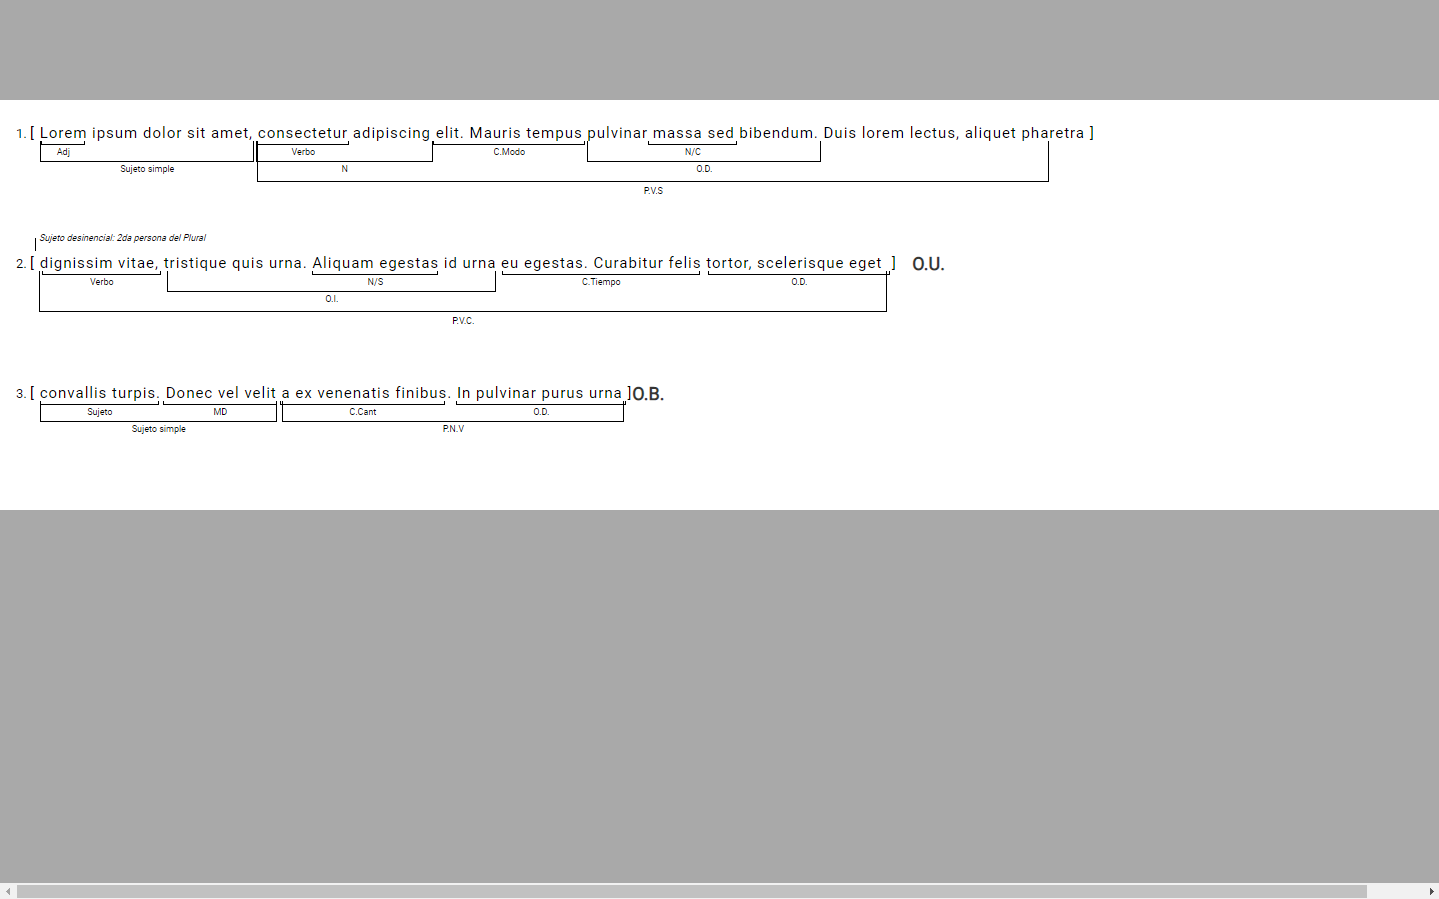 1. [ Lorem ipsum dolor sit amet, consectetur adipiscing elit. Mauris tempus pulvinar massa sed bibendum. Duis lorem lectus, aliquet pharetra ]
Adj Verbo C.Modo N/C
Sujeto simple N O.D.
P.V.S
Sujeto desinencial: 2da persona del Plural
2. [ dignissim vitae, tristique quis urna. Aliquam egestas id urna eu egestas. Curabitur felis tortor, scelerisque eget ] O.U.
Verbo N/S C.Tiempo O.D.
O.I.
P.V.C.
3. [ convallis turpis. Donec vel velit a ex venenatis finibus. In pulvinar purus urna ]O.B.
Sujeto MD C.Cant O.D.
Sujeto simple P.N.V